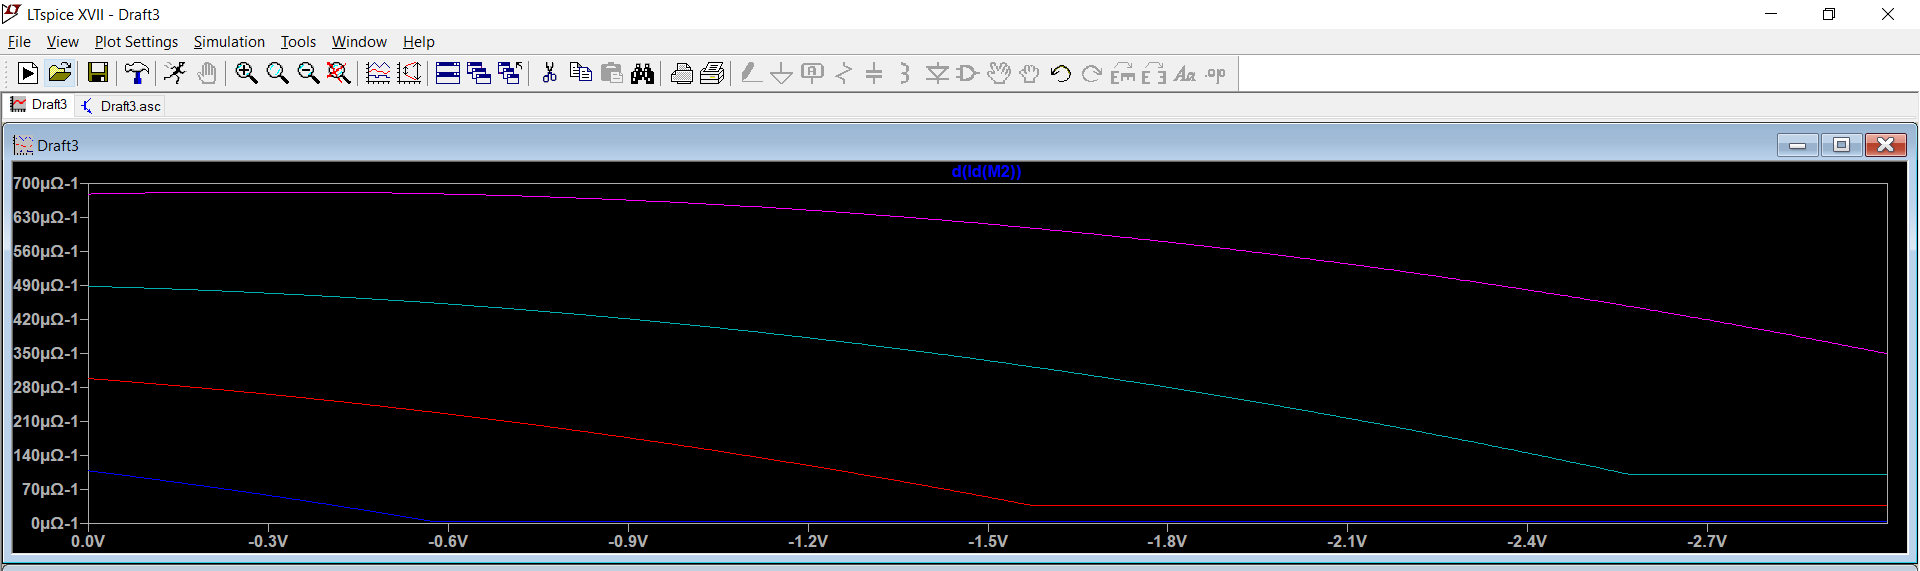 LTspice XVII - Draft3
File View Plot Settings Simulation Tools Window Help
Draft3 Draft3.asc
Draft3
d(Id(M2))
700µΩ-1
630µΩ-1
560µΩ-1
490µΩ-1
420µΩ-1
350µΩ-1
280µΩ-1
210µΩ-1
140µΩ-1
70µΩ-1
0µΩ-1
0.0V -0.3V -0.6V -0.9V -1.2V -1.5V -1.8V -2.1V -2.4V -2.7V